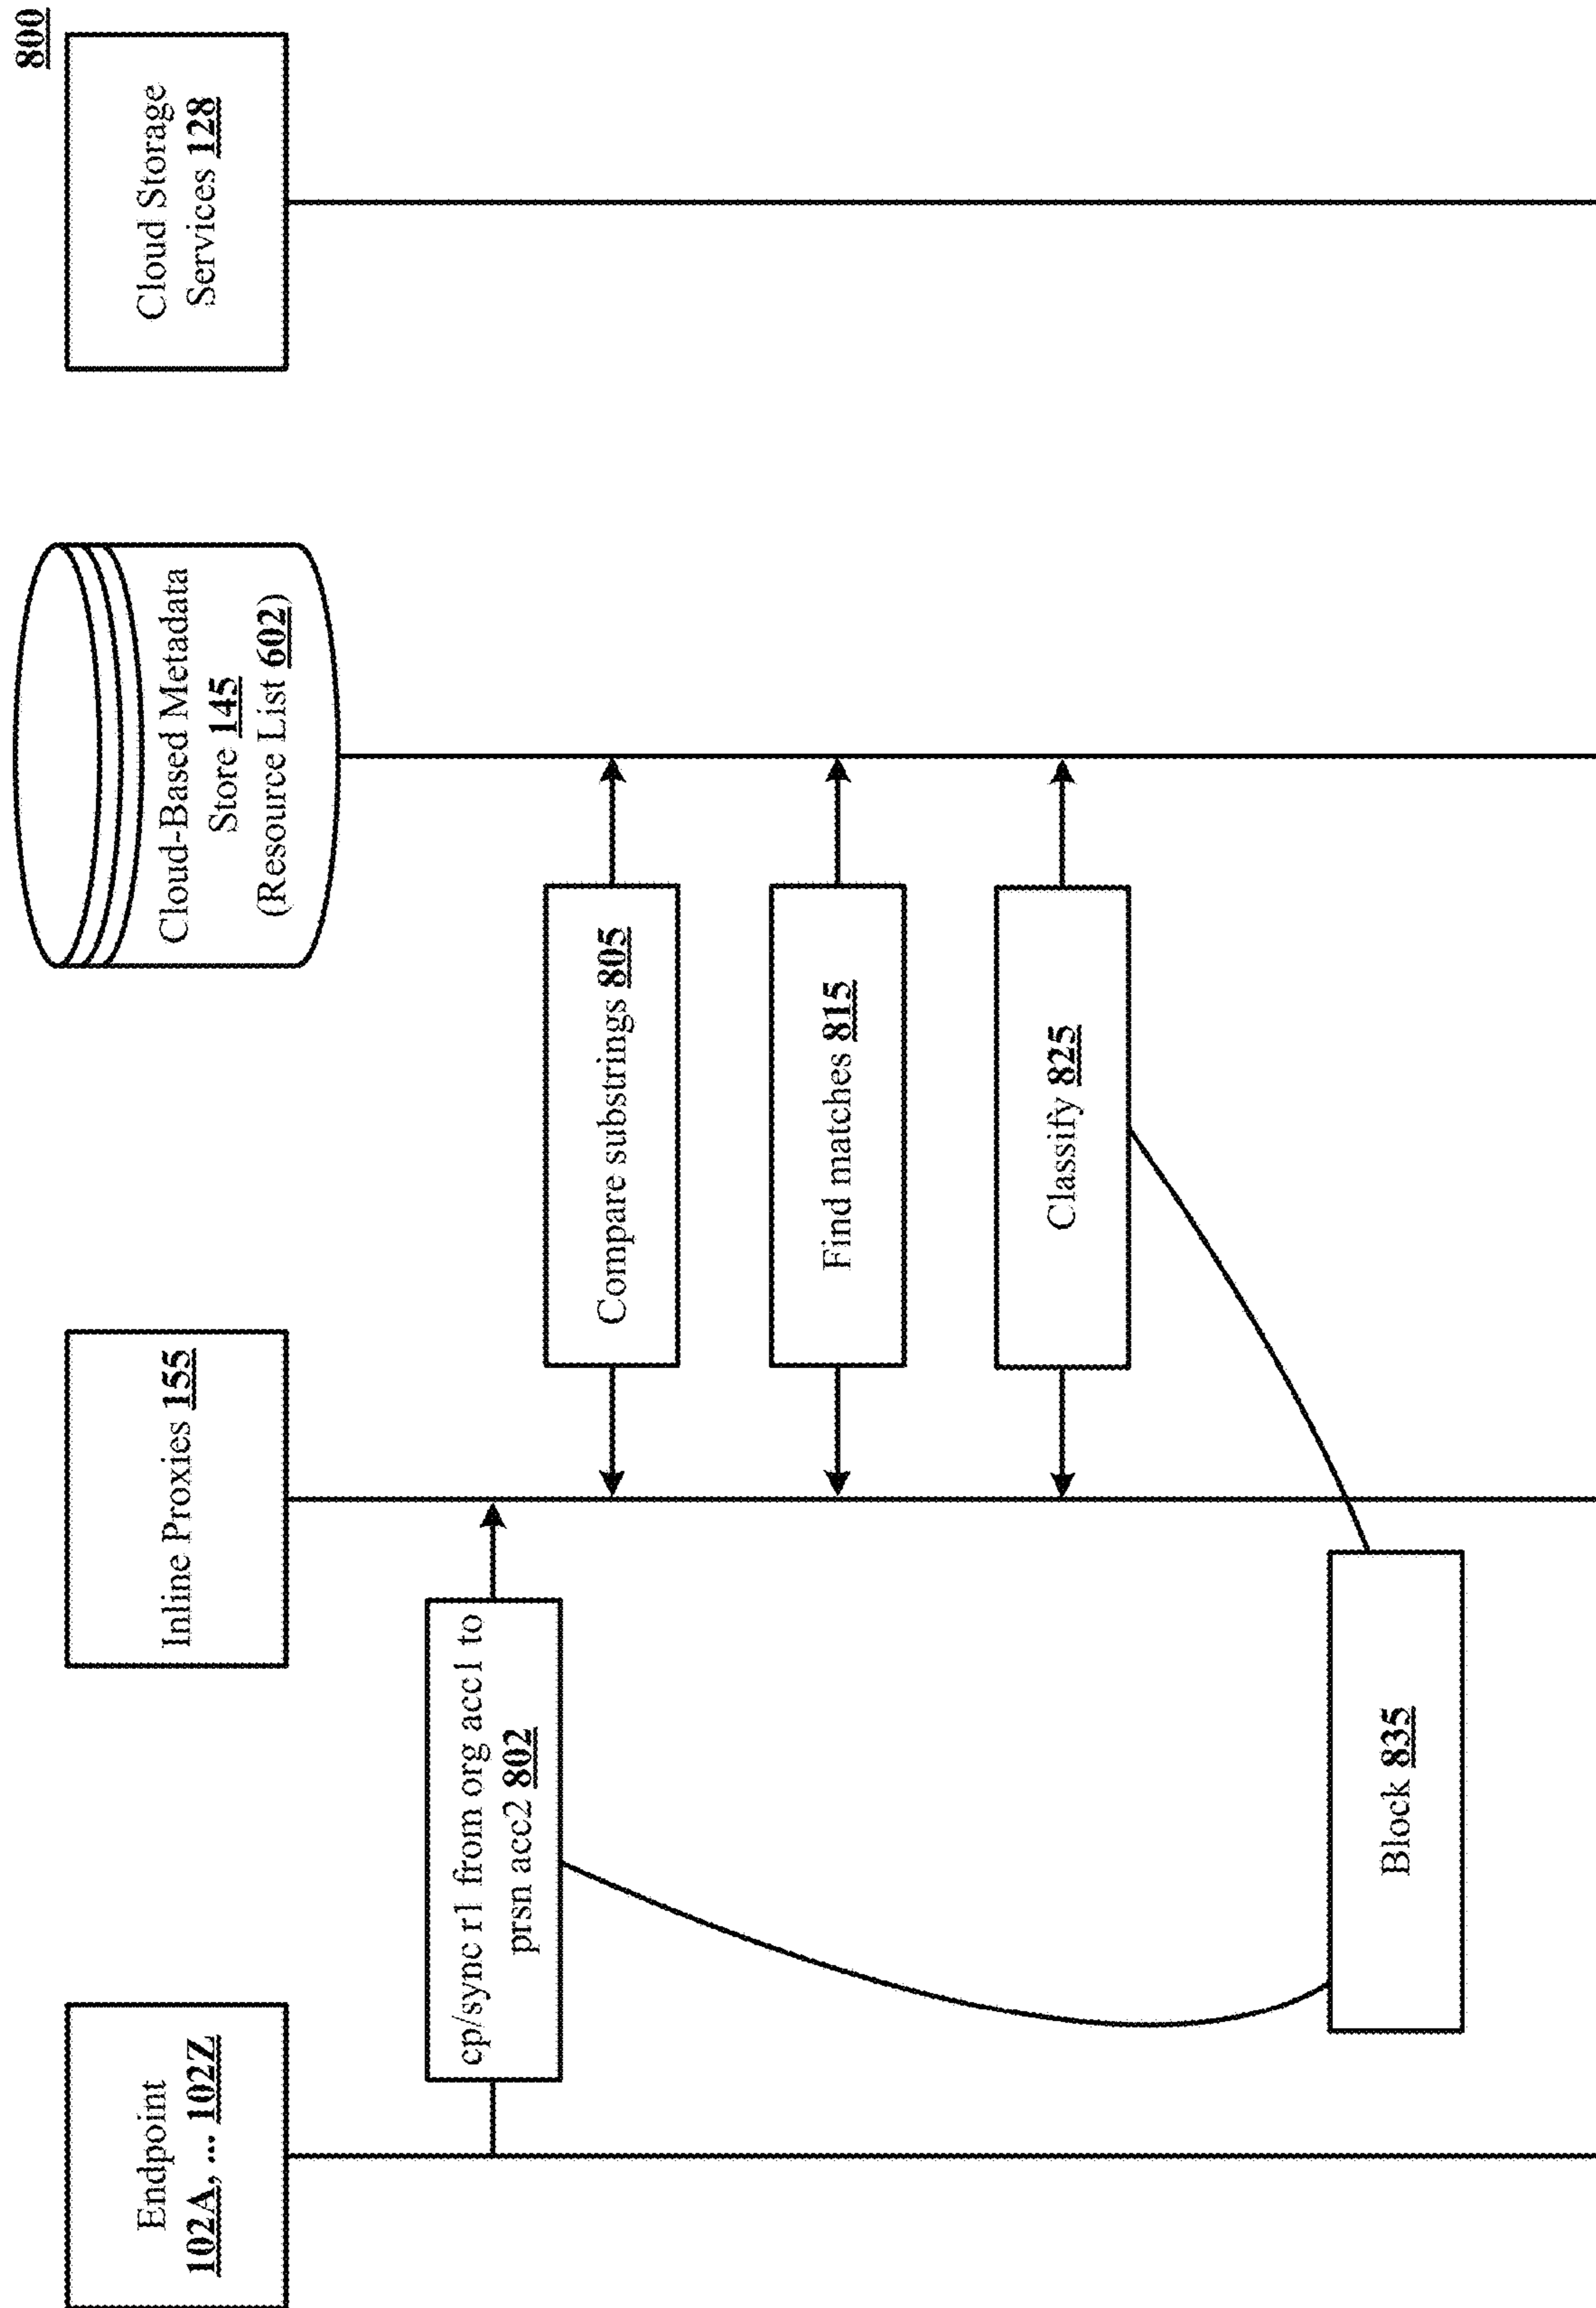 800
Endpoint
102A, ... 102Z
Inline Proxies 155
Cloud-Based Metadata
Store 145
(Resource List 602)
Cloud Storage
Services 128
cp/sync r1 from org acc1 to
prsn acc2 802
Compare substrings 805
Find matches 815
Classify 825
Block 835